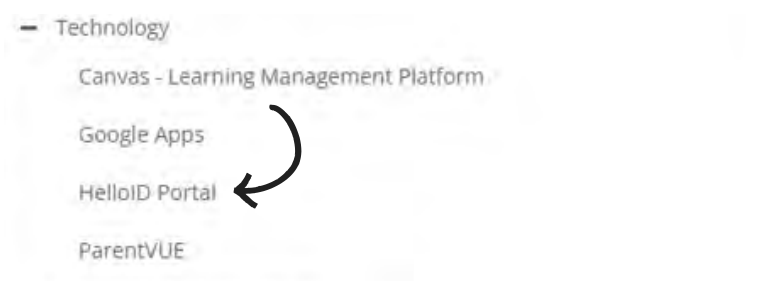 Technology
Canvas - Learning Management Platform
Google Apps
HelloID Portal
ParentVUE